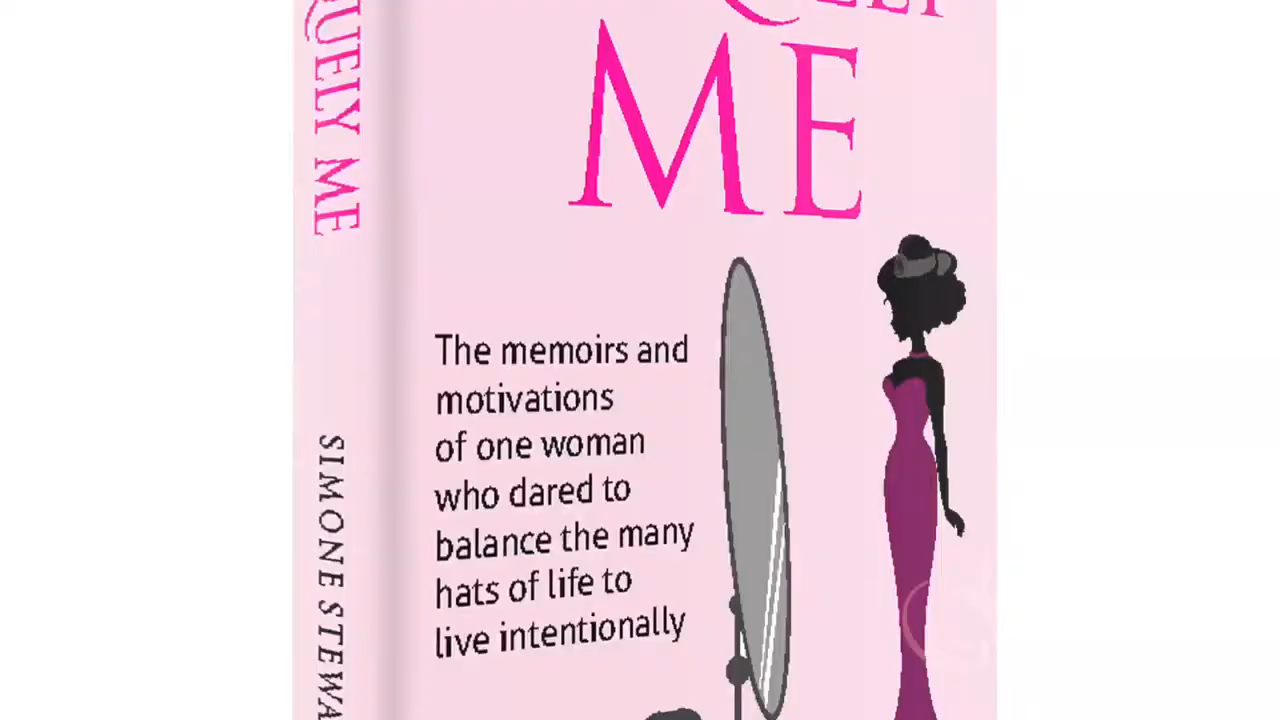 ME
The memoirs and
motivations
of one woman
who dared to
balance the many
hats of life to
live intentionally
QUELY ME
SIMONE STEWA